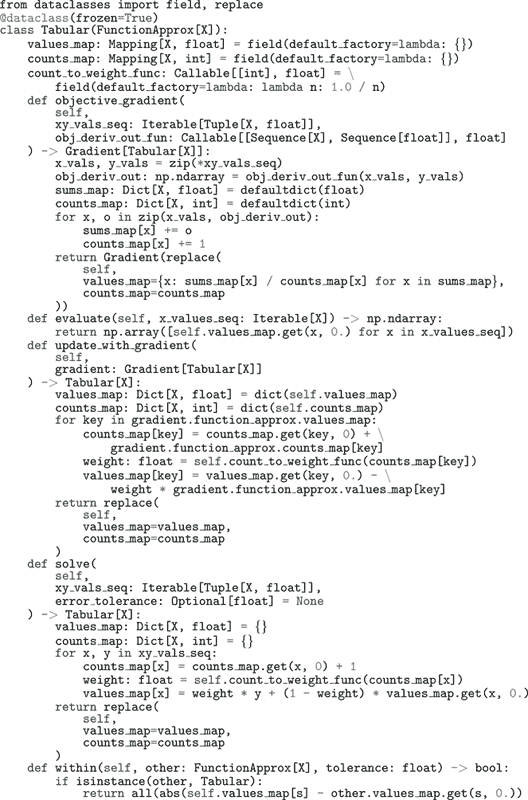 from dataclasses import field, replace
@dataclass(frozen=True)
class Tabular(FunctionApprox[X]):
    values_map: Mapping[X, float] = field(default_factory=lambda: {})
    counts_map: Mapping[X, int] = field(default_factory=lambda: {})
    count_to_weight_func: Callable[[int], float] = \
        field(default_factory=lambda: lambda n: 1.0 / n)
    def objective_gradient(
        self,
        xy_vals_seq: Iterable[Tuple[X, float]],
        obj_deriv_out_fun: Callable[[Sequence[X], Sequence[float]], float]
    ) -> Gradient[Tabular[X]]:
        x_vals, y_vals = zip(*xy_vals_seq)
        obj_deriv_out: np.ndarray = obj_deriv_out_fun(x_vals, y_vals)
        sums_map: Dict[X, float] = defaultdict(float)
        counts_map: Dict[X, int] = defaultdict(int)
        for x, o in zip(x_vals, obj_deriv_out):
            sums_map[x] += o
            counts_map[x] += 1
        return Gradient(replace(
            self,
            values_map={x: sums_map[x] / counts_map[x] for x in sums_map},
            counts_map=counts_map
        ))
    def evaluate(self, x_values_seq: Iterable[X]) -> np.ndarray:
        return np.array([self.values_map.get(x, 0.) for x in x_values_seq])
    def update_with_gradient(
        self,
        gradient: Gradient[Tabular[X]]
    ) -> Tabular[X]:
        values_map: Dict[X, float] = dict(self.values_map)
        counts_map: Dict[X, int] = dict(self.counts_map)
        for key in gradient.function_approx.values_map:
            counts_map[key] = counts_map.get(key, 0) + \
                gradient.function_approx.counts_map[key]
            weight: float = self.count_to_weight_func(counts_map[key])
            values_map[key] = values_map.get(key, 0.) - \
                weight * gradient.function_approx.values_map[key]
        return replace(
            self,
            values_map=values_map,
            counts_map=counts_map
        )
    def solve(
        self,
        xy_vals_seq: Iterable[Tuple[X, float]],
        error_tolerance: Optional[float] = None
    ) -> Tabular[X]:
        values_map: Dict[X, float] = {}
        counts_map: Dict[X, int] = {}
        for x, y in xy_vals_seq:
            counts_map[x] = counts_map.get(x, 0) + 1
            weight: float = self.count_to_weight_func(counts_map[x])
            values_map[x] = weight * y + (1 - weight) * values_map.get(x, 0.)
        return replace(
            self,
            values_map=values_map,
            counts_map=counts_map
        )
    def within(self, other: FunctionApprox[X], tolerance: float) -> bool:
        if isinstance(other, Tabular):
            return all(abs(self.values_map[s] - other.values_map.get(s, 0.))